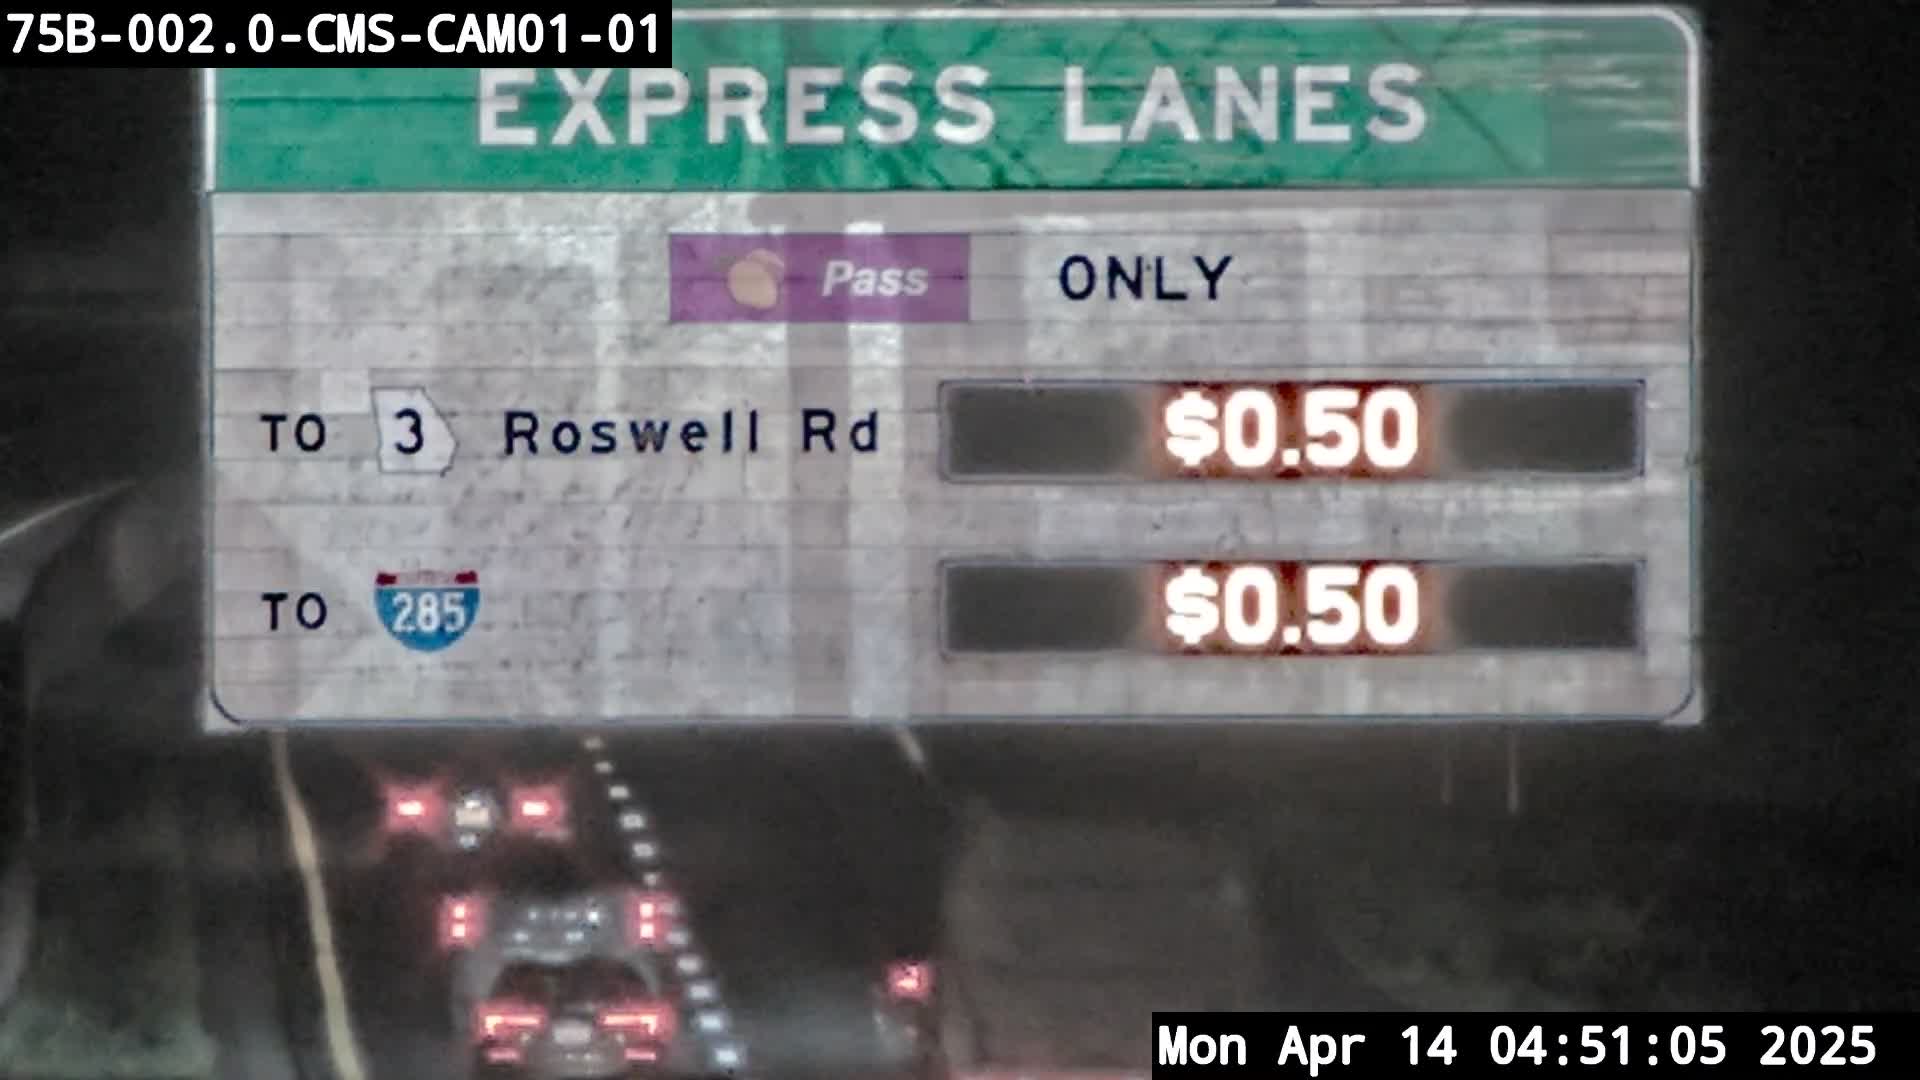 75B-002.0-CMS-CAM01-01
EXPRESS LANES
Pass ONLY
TO 3 Roswell Rd $0.50
TO 285 $0.50
Mon Apr 14 04:51:05 2025